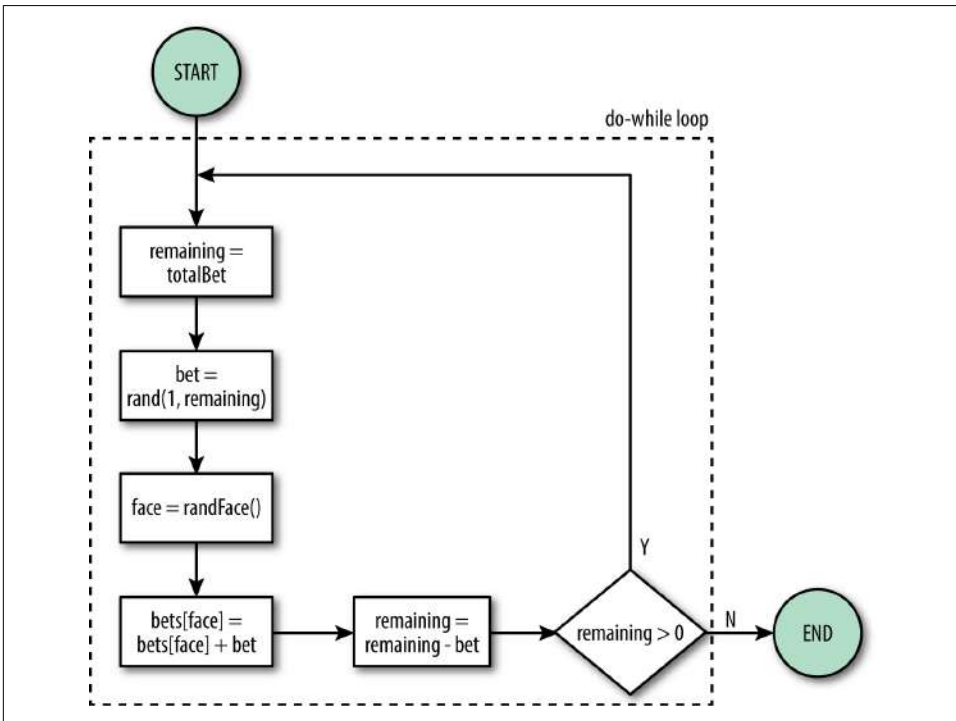 START
do-while loop
remaining =
totalBet
bet =
rand(1, remaining)
face = randFace()
bets[face] =
bets[face] + bet
remaining =
remaining - bet
remaining > 0
Y
N
END